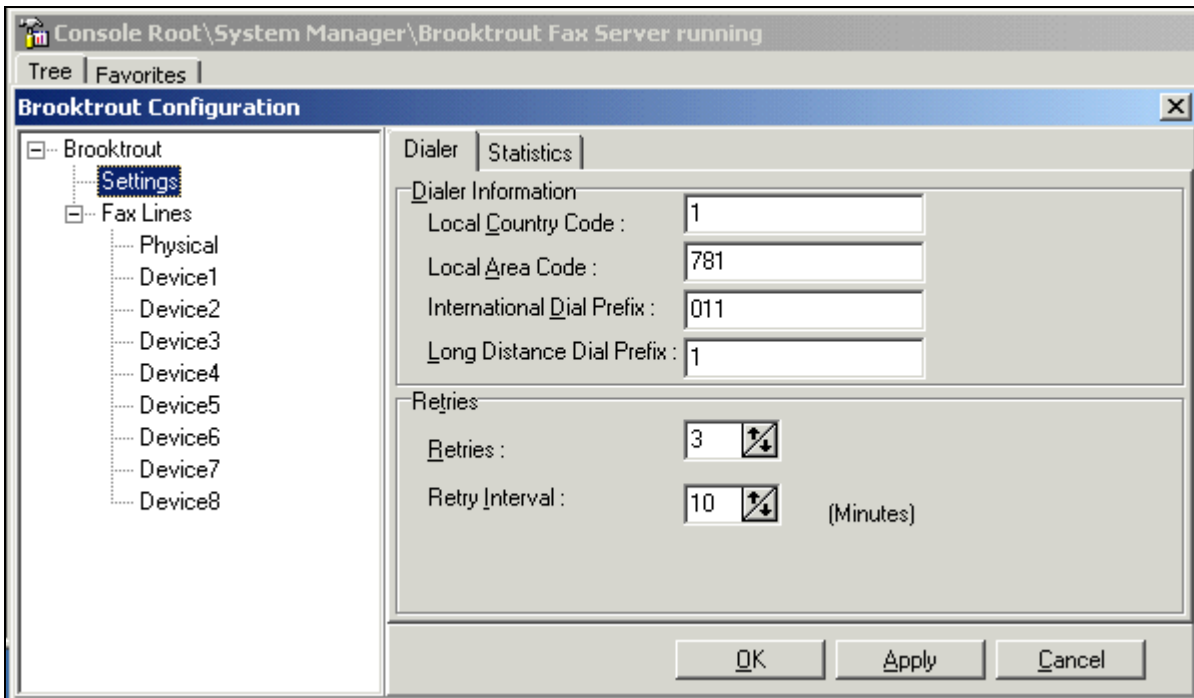 Console Root\System Manager\Brooktrout Fax Server running
Tree Favorites
Brooktrout Configuration
Brooktrout
Settings
Fax Lines
Physical
Device1
Device2
Device3
Device4
Device5
Device6
Device7
Device8
Dialer Statistics
Dialer Information
Local Country Code : 1
Local Area Code : 781
International Dial Prefix : 011
Long Distance Dial Prefix : 1
Retries
Retries : 3
Retry Interval : 10 (Minutes)
OK Apply Cancel